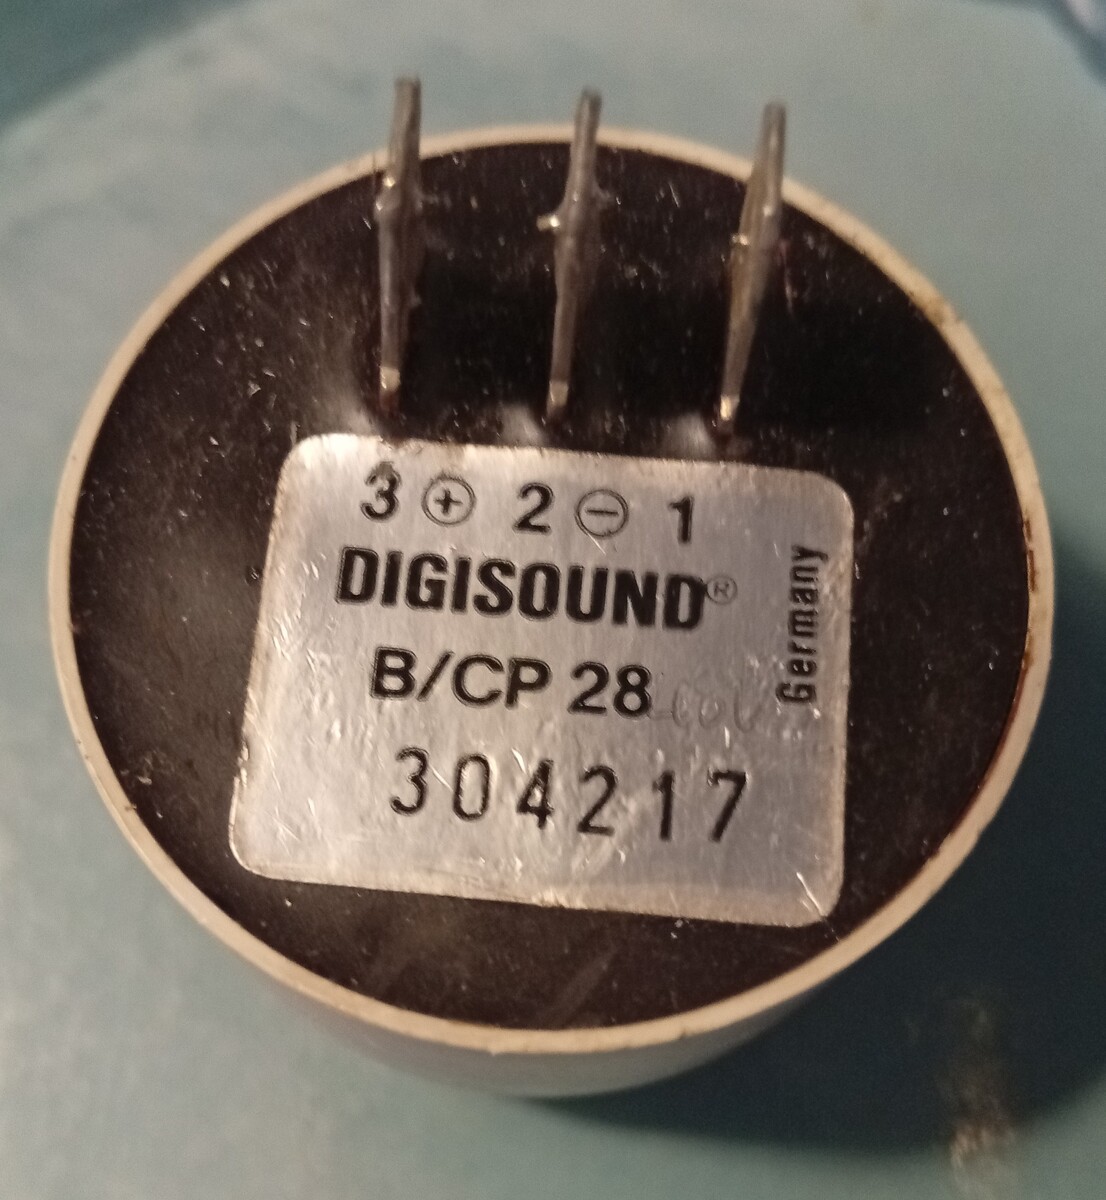 3 ⊕ 2 ⊖ 1
DIGISOUND®
B/CP 28
304217
Germany